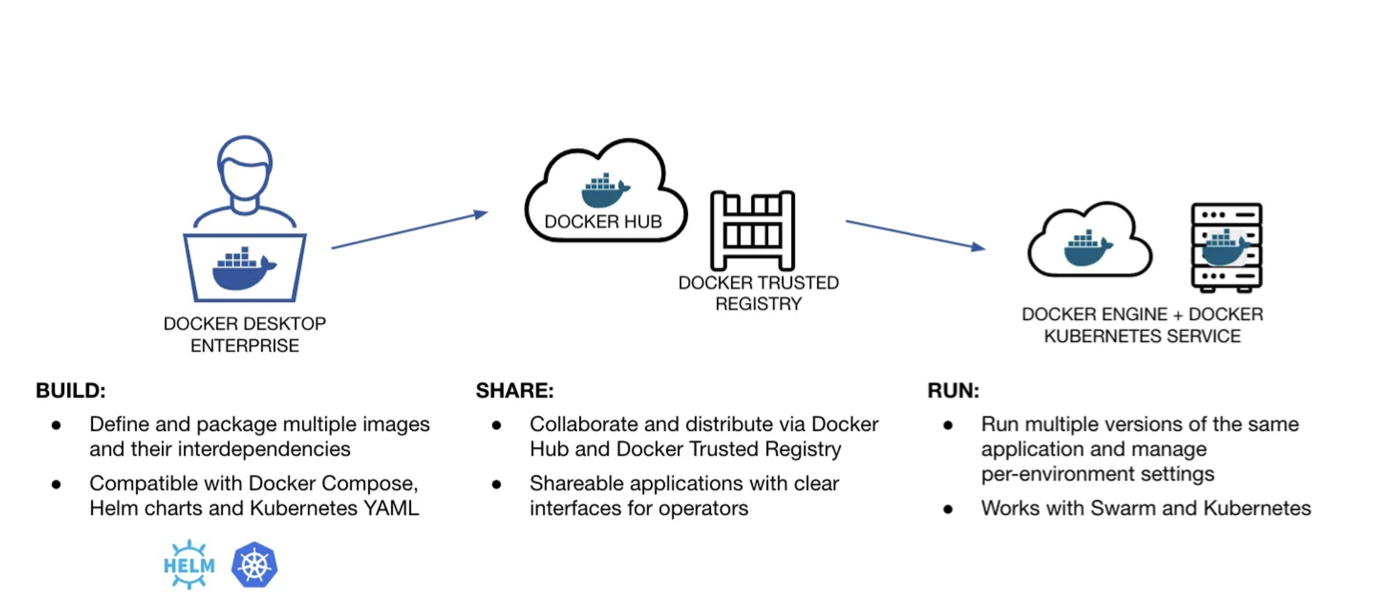 DOCKER HUB
DOCKER TRUSTED
REGISTRY
DOCKER DESKTOP
ENTERPRISE
DOCKER ENGINE + DOCKER
KUBERNETES SERVICE
BUILD:
● Define and package multiple images
and their interdependencies
● Compatible with Docker Compose,
Helm charts and Kubernetes YAML
HELM
SHARE:
● Collaborate and distribute via Docker
Hub and Docker Trusted Registry
● Shareable applications with clear
interfaces for operators
RUN:
● Run multiple versions of the same
application and manage
per-environment settings
● Works with Swarm and Kubernetes